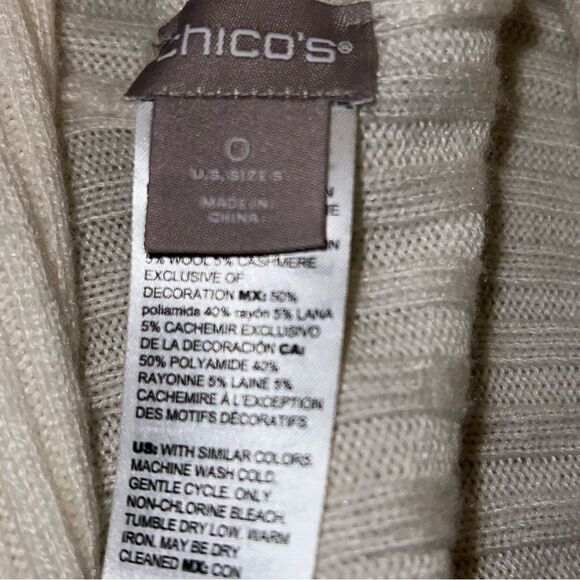 chico's®
0
U.S. SIZE S
MADE IN
CHINA
5% WOOL 5% CASHMERE
EXCLUSIVE OF
DECORATION MX: 50%
poliamida 40% rayón 5% LANA
5% CACHEMIR EXCLUSIVO
DE LA DECORACIÓN CA:
50% POLYAMIDE 40%
RAYONNE 5% LAINE 5%
CACHEMIRE À L'EXCEPTION
DES MOTIFS DÉCORATIFS
US: WITH SIMILAR COLORS.
MACHINE WASH COLD,
GENTLE CYCLE. ONLY
NON-CHLORINE BLEACH.
TUMBLE DRY LOW. WARM
IRON. MAY BE DRY
CLEANED MX: CON